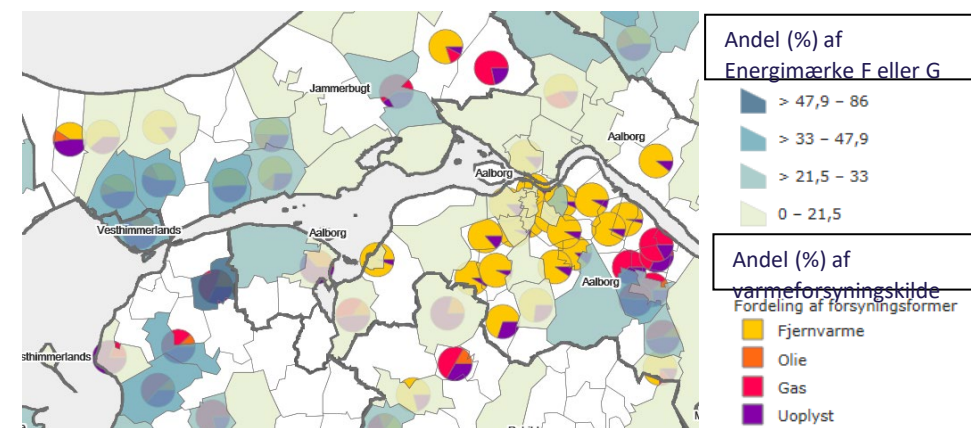 Jammerbugt
Aalborg
Aalborg
Vesthimmerlands
Aalborg
Aalborg
sthimmerlands
Andel (%) af
Energimærke F eller G
> 47,9 – 86
> 33 – 47,9
> 21,5 – 33
0 – 21,5
Andel (%) af
varmeforsyningskilde
Fordeling af forsyningsformer
Fjernvarme
Olie
Gas
Uoplyst